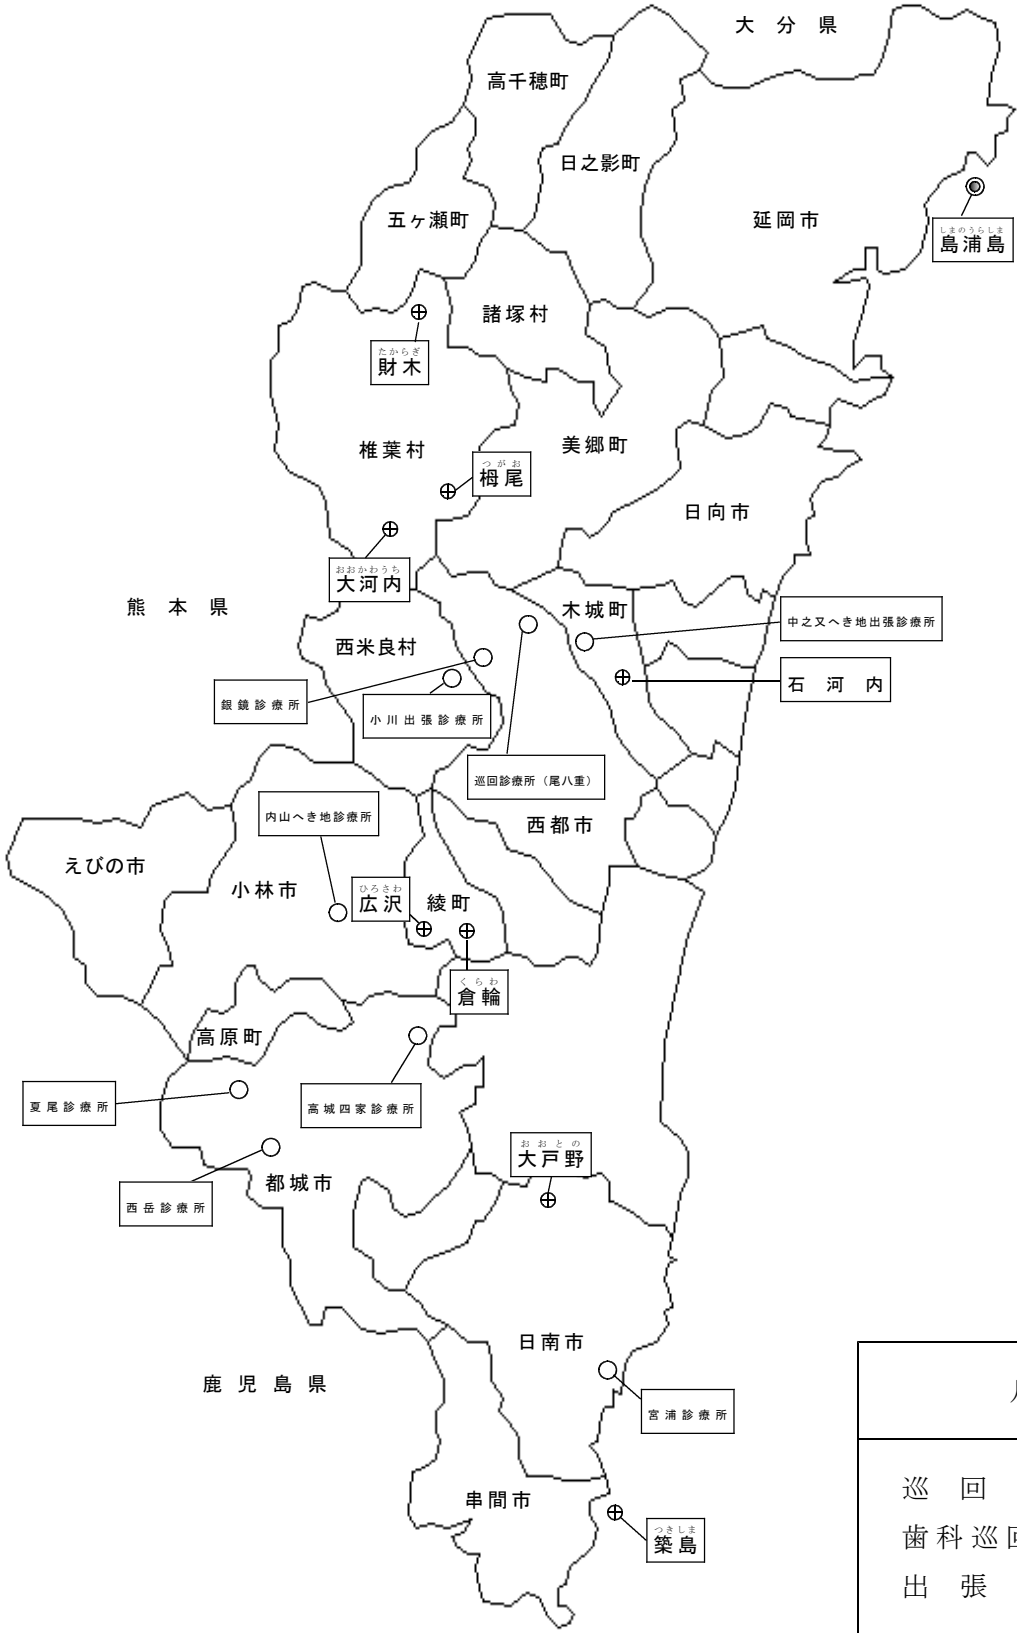 大分県
高千穂町
日之影町
五ヶ瀬町
延岡市
しまのうらしま
島浦島
諸塚村
たからぎ
財木
椎葉村
美郷町
つがお
栂尾
日向市
おおかわうち
大河内
熊本県
木城町
中之又へき地出張診療所
西米良村
石河内
銀鏡診療所
小川出張診療所
巡回診療所（尾八重）
内山へき地診療所
西都市
えびの市
小林市
ひろさわ
広沢
綾町
くらわ
倉輪
高原町
夏尾診療所
高城四家診療所
おおとの
大戸野
都城市
西岳診療所
日南市
鹿児島県
宮浦診療所
串間市
つきしま
築島
巡回
歯科巡回
出張